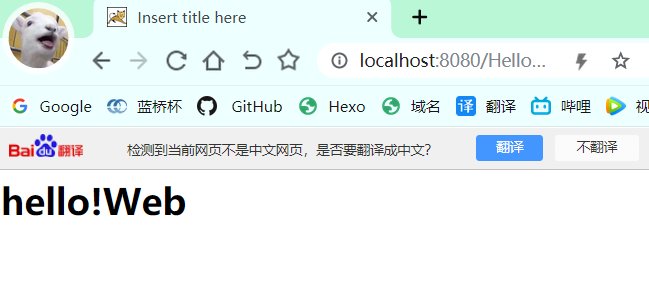 Insert title here
localhost:8080/Hello...
Google 蓝桥杯 GitHub Hexo 域名 译 翻译 哔哩 视
Bai du 翻译 检测到当前网页不是中文网页，是否要翻译成中文？ 翻译 不翻译
hello!Web